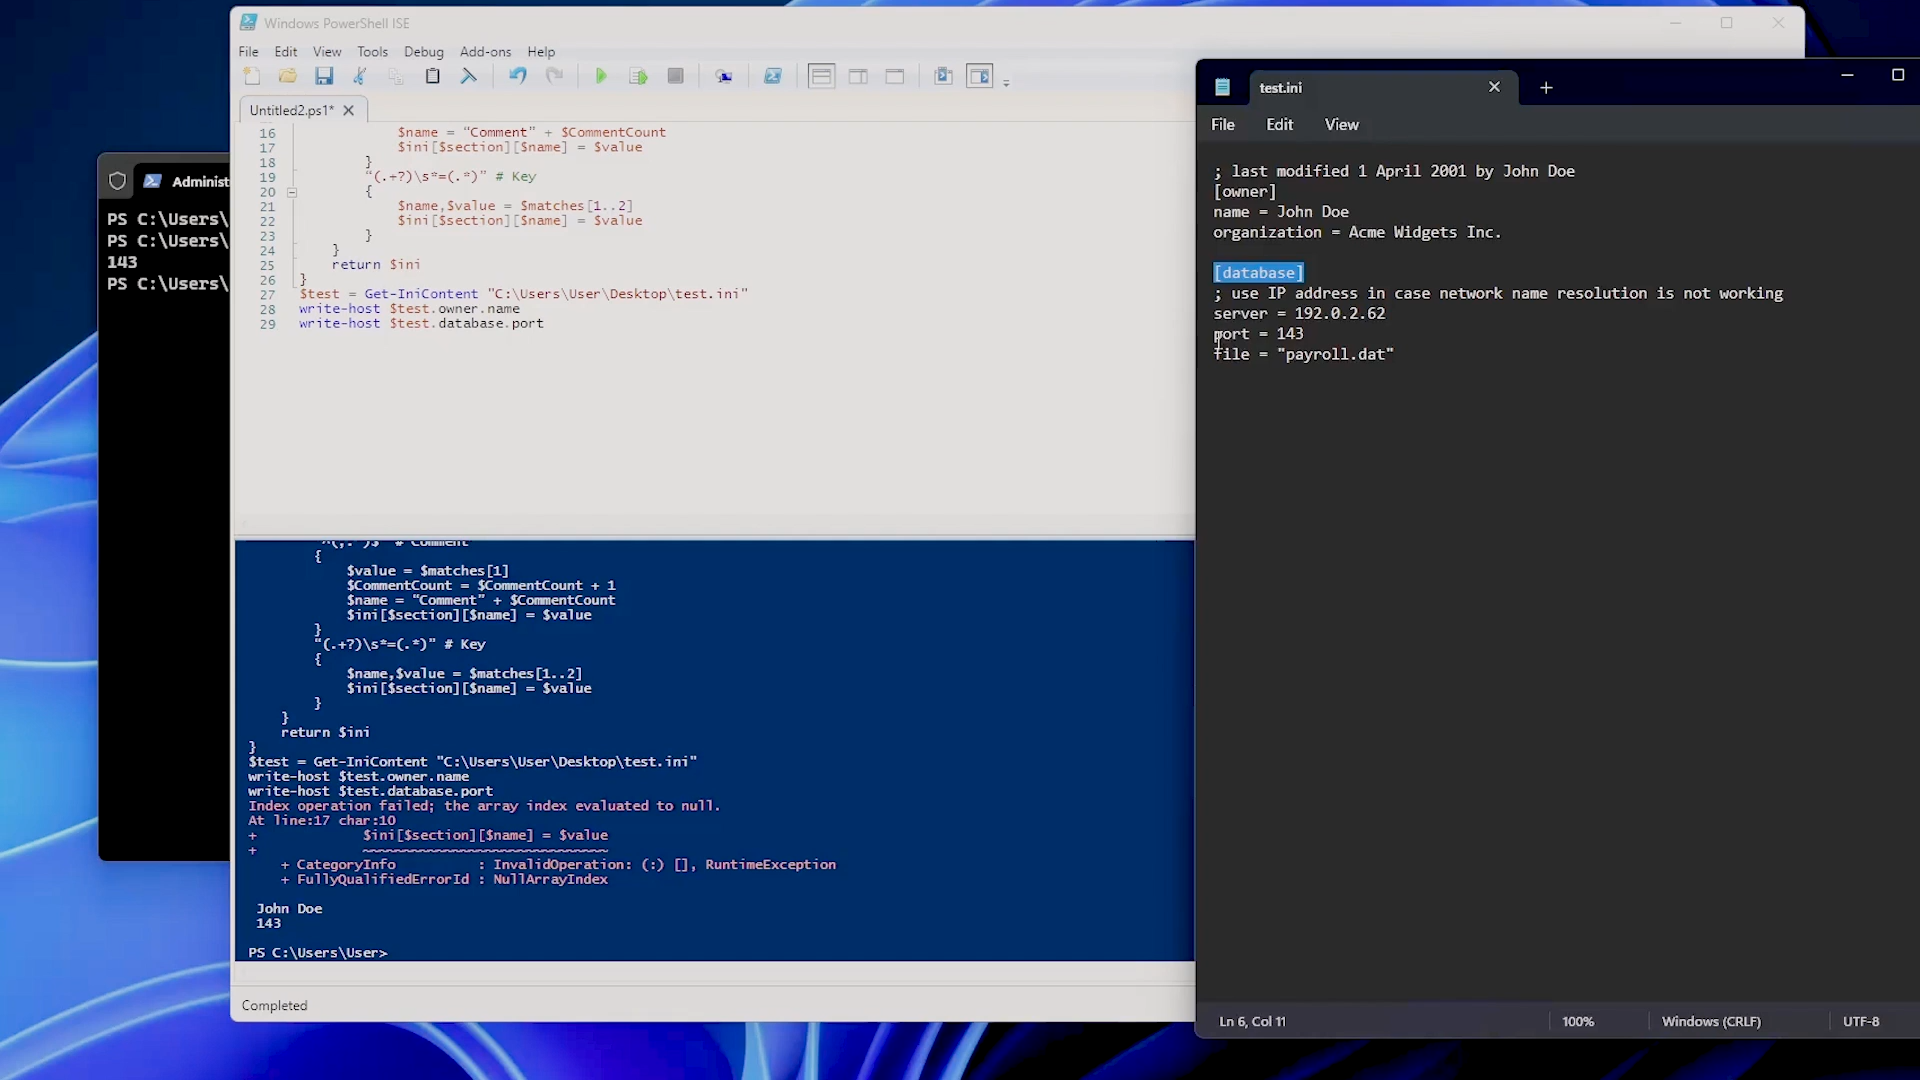 Windows PowerShell ISE
File Edit View Tools Debug Add-ons Help
Untitled2.ps1* 
16 $name = "Comment" + $CommentCount
17 $ini[$section][$name] = $value
18 }
19 "(.+?)\s*=(.*)" # Key
20 {
21 $name,$value = $matches[1..2]
22 $ini[$section][$name] = $value
23 }
24 }
25 return $ini
26 }
27 $test = Get-IniContent "C:\Users\User\Desktop\test.ini"
28 write-host $test.owner.name
29 write-host $test.database.port
Administ
PS C:\Users\
PS C:\Users\
143
PS C:\Users\
# Comment
{
$value = $matches[1]
$CommentCount = $CommentCount + 1
$name = "Comment" + $CommentCount
$ini[$section][$name] = $value
}
"(.+?)\s*=(.*)" # Key
{
$name,$value = $matches[1..2]
$ini[$section][$name] = $value
}
}
return $ini
}
$test = Get-IniContent "C:\Users\User\Desktop\test.ini"
write-host $test.owner.name
write-host $test.database.port
Index operation failed; the array index evaluated to null.
At line:17 char:10
+ $ini[$section][$name] = $value
+ ~~~~~~~~~~~~~~~~~~~~~~~~~~~~~~
+ CategoryInfo : InvalidOperation: (:) [], RuntimeException
+ FullyQualifiedErrorId : NullArrayIndex
John Doe
143
PS C:\Users\User>
Completed
test.ini
File Edit View
; last modified 1 April 2001 by John Doe
[owner]
name = John Doe
organization = Acme Widgets Inc.
[database]
; use IP address in case network name resolution is not working
server = 192.0.2.62
port = 143
file = "payroll.dat"
Ln 6, Col 11 100% Windows (CRLF) UTF-8